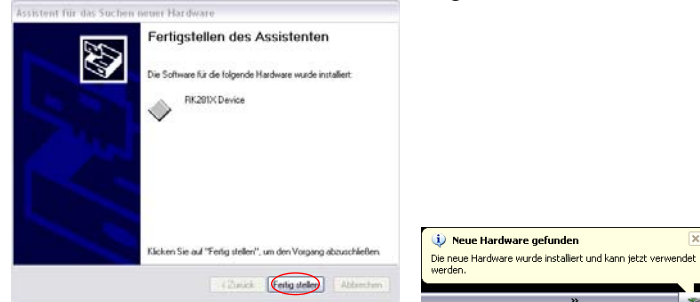 Assistent für das Suchen neuer Hardware
Fertigstellen des Assistenten
Die Software für die folgende Hardware wurde installiert:
RK281X Device
Klicken Sie auf "Fertig stellen", um den Vorgang abzuschließen.
< Zurück Fertig stellen Abbrechen
Neue Hardware gefunden
Die neue Hardware wurde installiert und kann jetzt verwendet
werden.